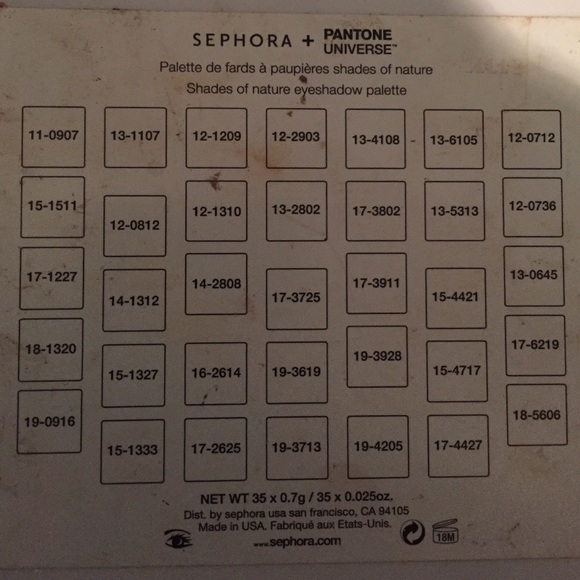 SEPHORA + PANTONE UNIVERSE™
Palette de fards à paupières shades of nature
Shades of nature eyeshadow palette
11-0907 13-1107 12-1209 12-2903 13-4108 13-6105 12-0712
15-1511 12-0812 12-1310 13-2802 17-3802 13-5313 12-0736
17-1227 14-1312 14-2808 17-3725 17-3911 15-4421 13-0645
18-1320 15-1327 16-2614 19-3619 19-3928 15-4717 17-6219
19-0916 15-1333 17-2625 19-3713 19-4205 17-4427 18-5606
NET WT 35 x 0.7g / 35 x 0.025oz.
Dist. by sephora usa san francisco, CA 94105
Made in USA. Fabriqué aux Etats-Unis.
www.sephora.com
18M